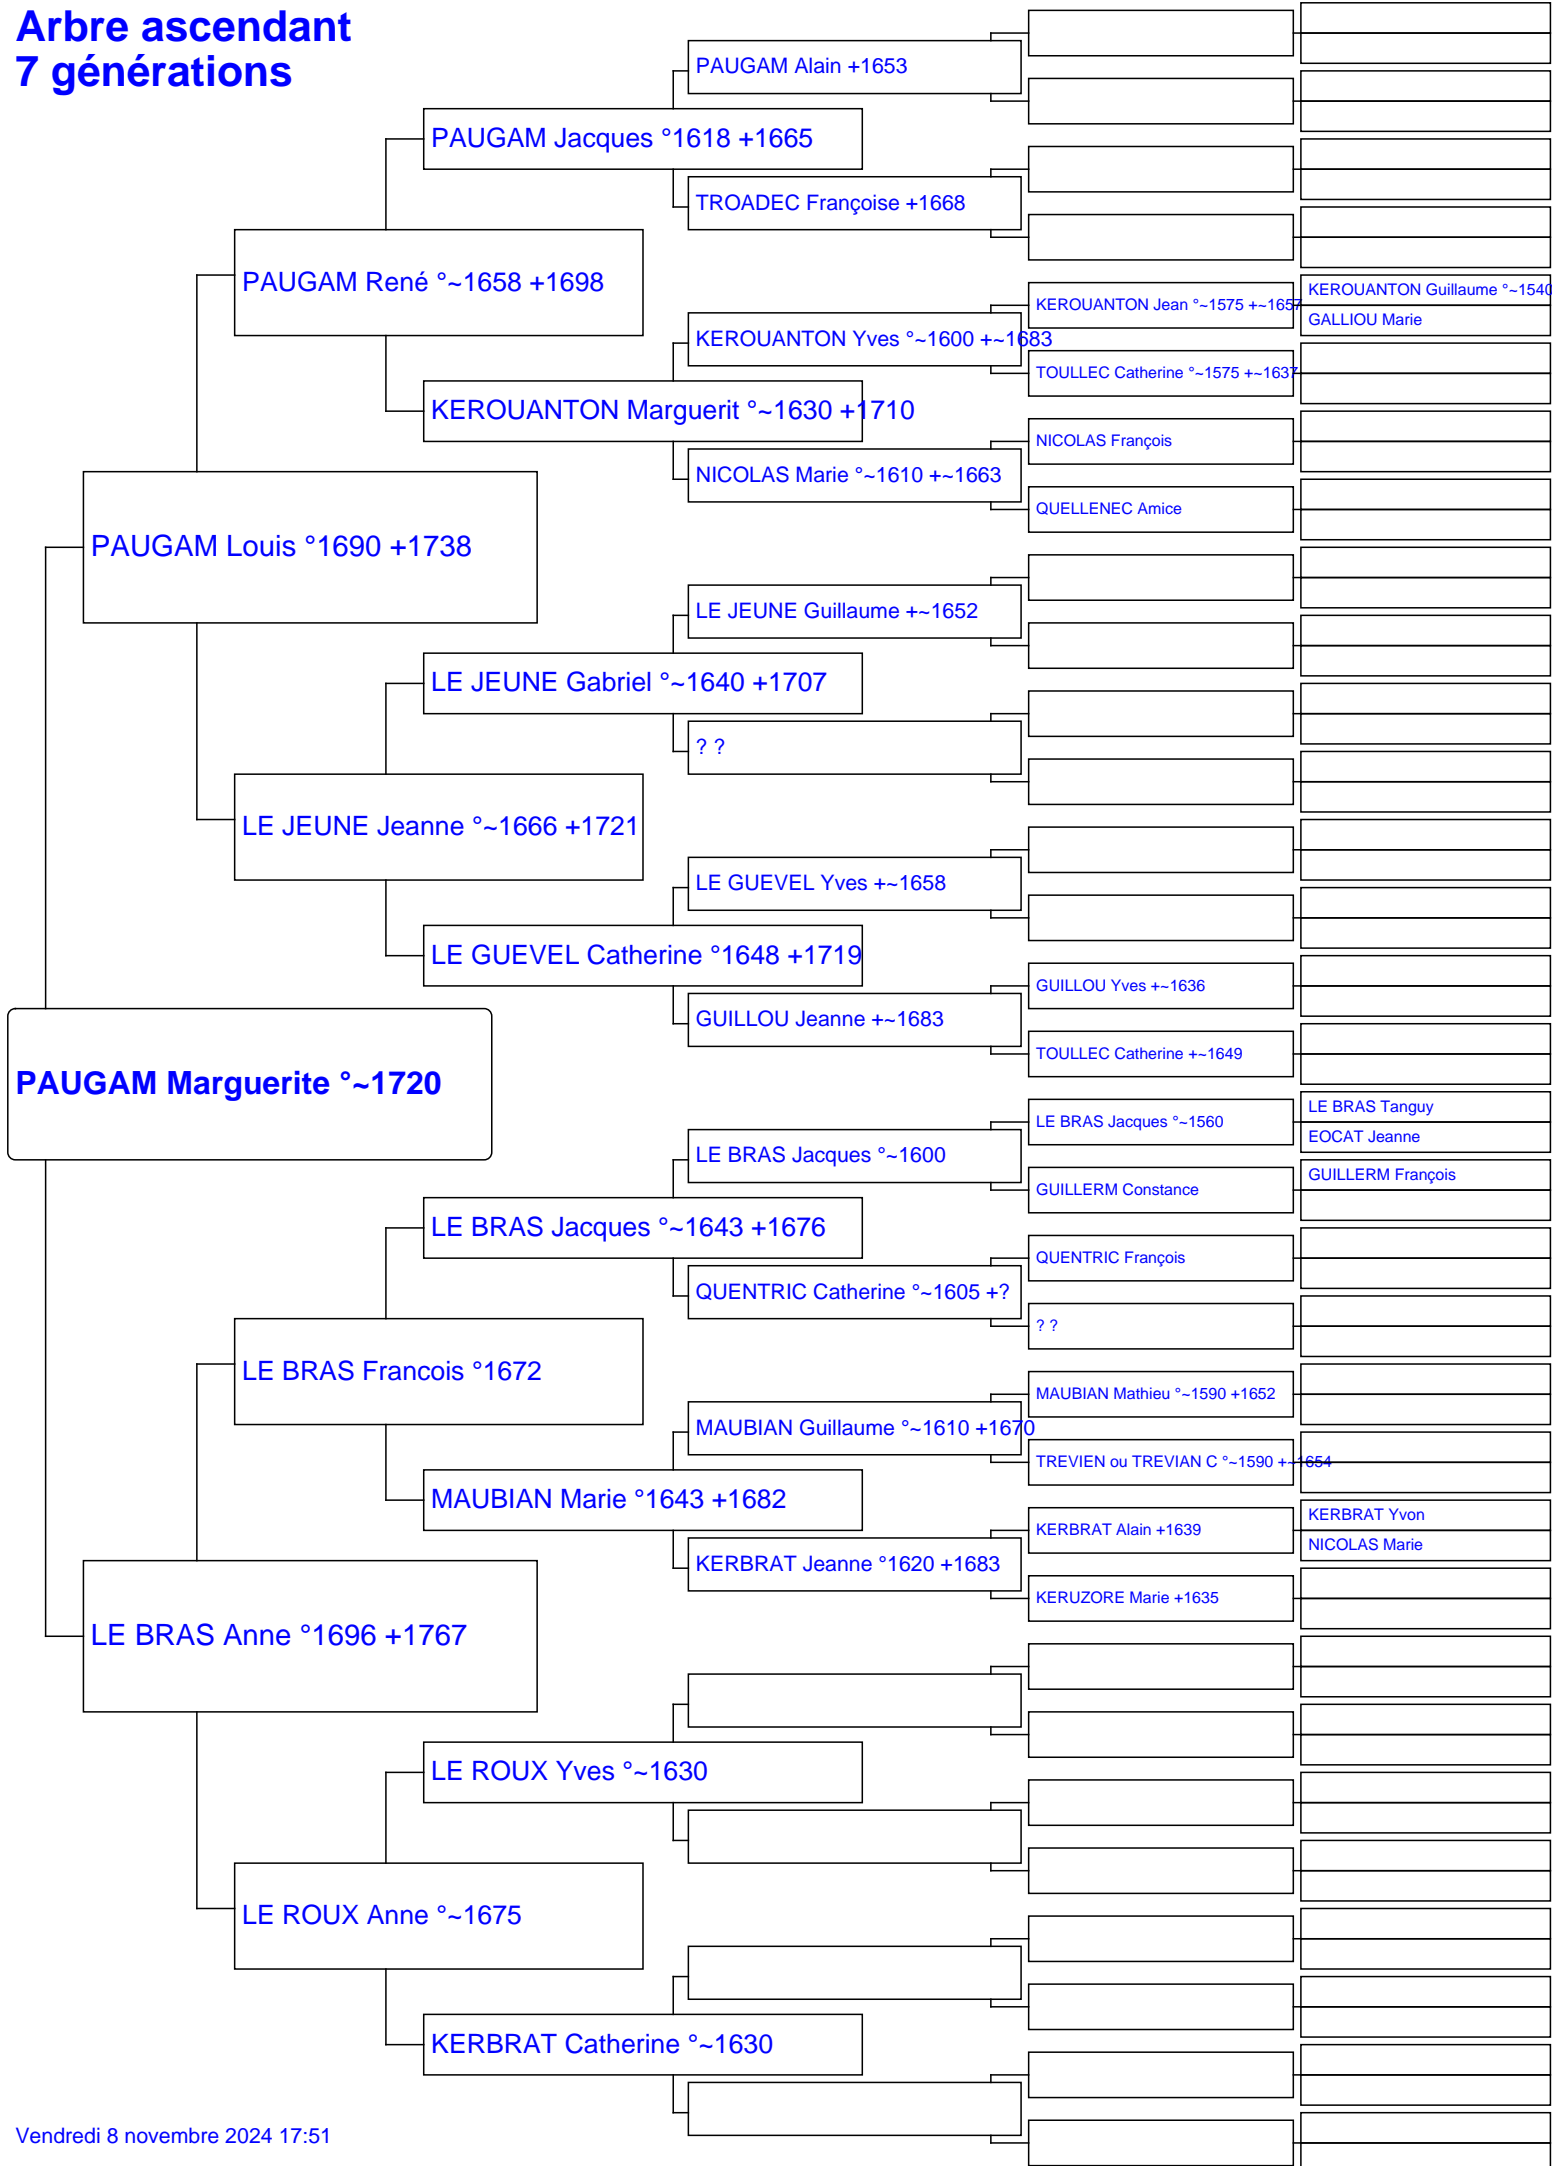 Arbre ascendant
7 générations
PAUGAM Alain +1653
PAUGAM Jacques °1618 +1665
TROADEC Françoise +1668
PAUGAM René °~1658 +1698
KEROUANTON Guillaume °~1540
KEROUANTON Jean °~1575 +~1657
GALLIOU Marie
KEROUANTON Yves °~1600 +~1683
TOULLEC Catherine °~1575 +~1637
KEROUANTON Marguerit °~1630 +1710
NICOLAS François
NICOLAS Marie °~1610 +~1663
QUELLENEC Amice
PAUGAM Louis °1690 +1738
LE JEUNE Guillaume +~1652
LE JEUNE Gabriel °~1640 +1707
? ?
LE JEUNE Jeanne °~1666 +1721
LE GUEVEL Yves +~1658
LE GUEVEL Catherine °1648 +1719
GUILLOU Yves +~1636
GUILLOU Jeanne +~1683
TOULLEC Catherine +~1649
PAUGAM Marguerite °~1720
LE BRAS Tanguy
LE BRAS Jacques °~1560
EOCAT Jeanne
LE BRAS Jacques °~1600
GUILLERM François
GUILLERM Constance
LE BRAS Jacques °~1643 +1676
QUENTRIC François
QUENTRIC Catherine °~1605 +?
? ?
LE BRAS Francois °1672
MAUBIAN Mathieu °~1590 +1652
MAUBIAN Guillaume °~1610 +1670
TREVIEN ou TREVIAN C °~1590 +~1654
MAUBIAN Marie °1643 +1682
KERBRAT Yvon
KERBRAT Alain +1639
NICOLAS Marie
KERBRAT Jeanne °1620 +1683
KERUZORE Marie +1635
LE BRAS Anne °1696 +1767
LE ROUX Yves °~1630
LE ROUX Anne °~1675
KERBRAT Catherine °~1630
Vendredi 8 novembre 2024 17:51